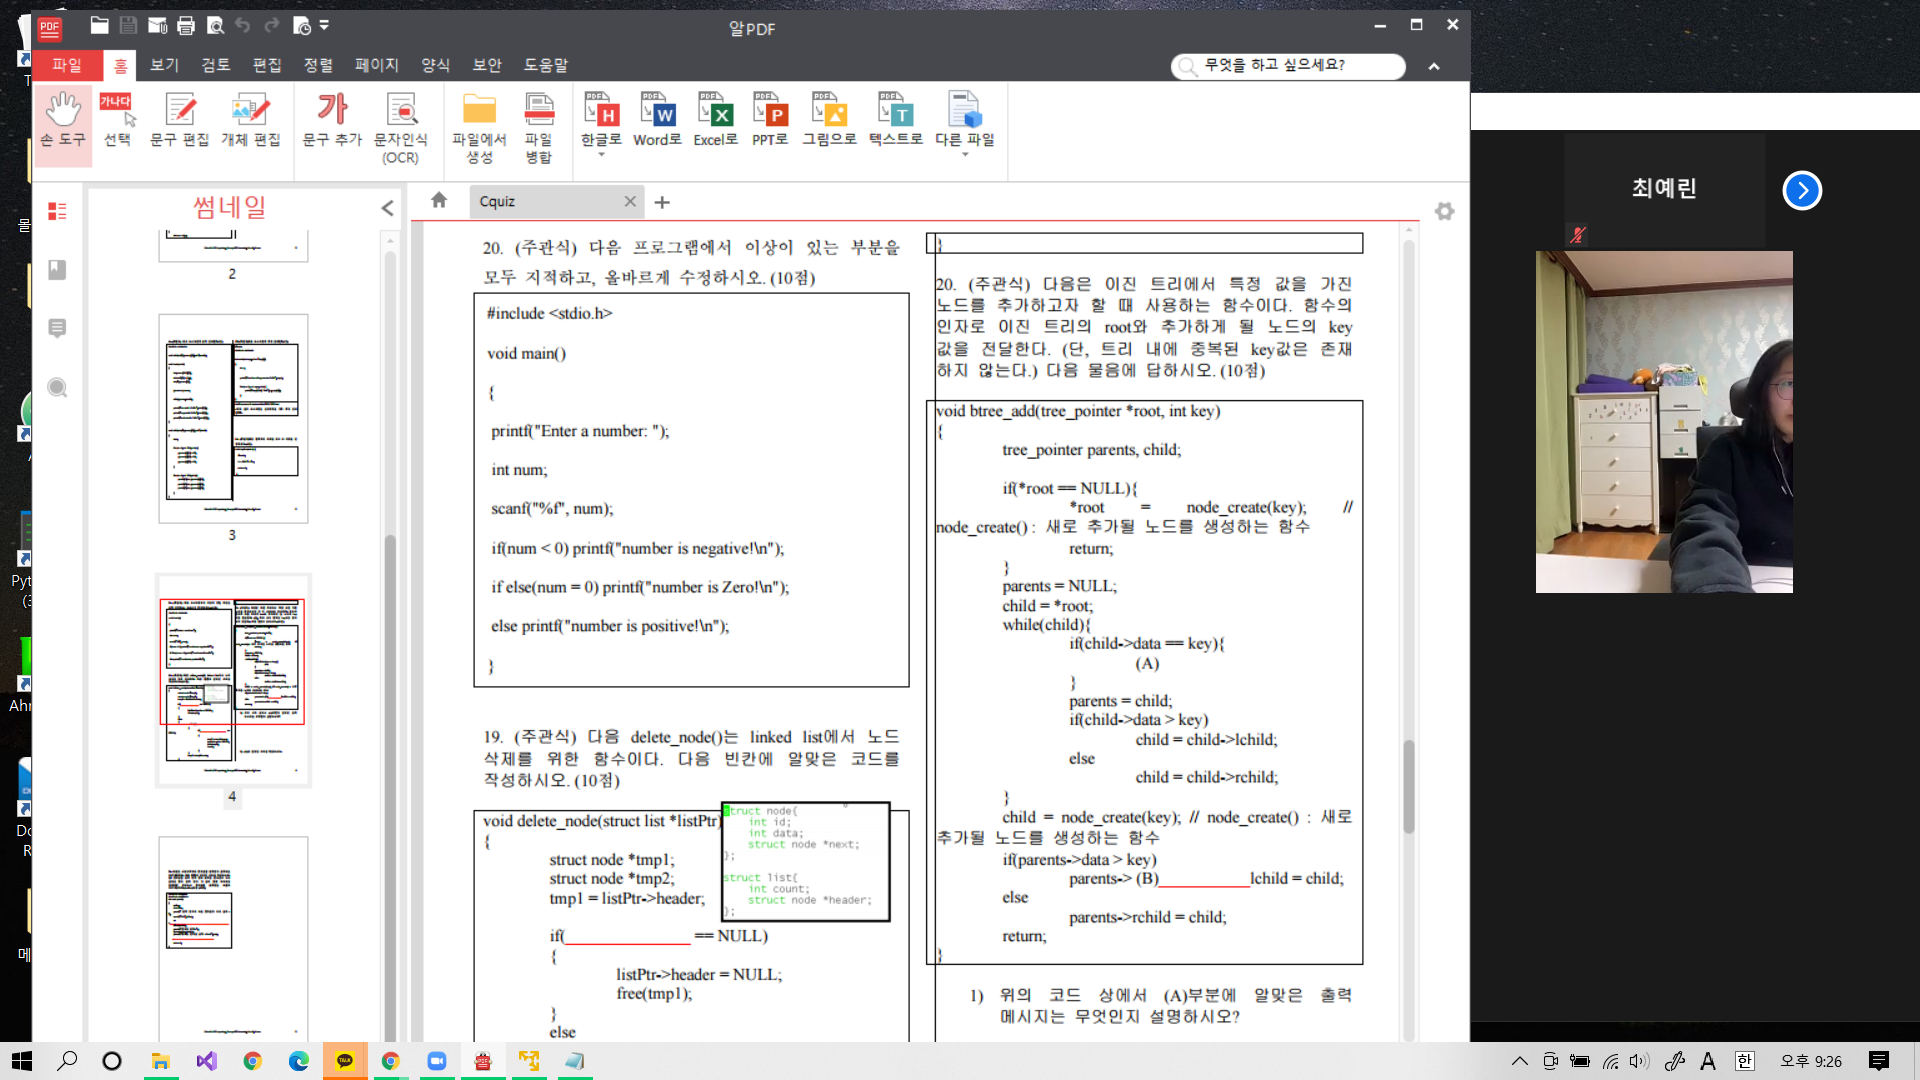 알PDF
파일
홈
보기
검토
편집
정렬
페이지
양식
보안
도움말
무엇을 하고 싶으세요?
손 도구
가나다
선택
문구 편집
개체 편집
가
문구 추가
문자인식
(OCR)
파일에서
생성
파일
병합
한글로
Word로
Excel로
PPT로
그림으로
텍스트로
다른 파일
썸네일
2
3
4
Cquiz
20. (주관식) 다음 프로그램에서 이상이 있는 부분을
모두 지적하고, 올바르게 수정하시오. (10점)
#include <stdio.h>
void main()
{
printf("Enter a number: ");
int num;
scanf("%f", num);
if(num < 0) printf("number is negative!\n");
if else(num = 0) printf("number is Zero!\n");
else printf("number is positive!\n");
}
19. (주관식) 다음 delete_node()는 linked list에서 노드
삭제를 위한 함수이다. 다음 빈칸에 알맞은 코드를
작성하시오. (10점)
void delete_node(struct list *listPtr)
{
struct node *tmp1;
struct node *tmp2;
tmp1 = listPtr->header;
if(______________ == NULL)
{
listPtr->header = NULL;
free(tmp1);
}
else
struct node{
int id;
int data;
struct node *next;
};
struct list{
int count;
struct node *header;
};
}
20. (주관식) 다음은 이진 트리에서 특정 값을 가진
노드를 추가하고자 할 때 사용하는 함수이다. 함수의
인자로 이진 트리의 root와 추가하게 될 노드의 key
값을 전달한다. (단, 트리 내에 중복된 key값은 존재
하지 않는다.) 다음 물음에 답하시오. (10점)
void btree_add(tree_pointer *root, int key)
{
tree_pointer parents, child;
if(*root == NULL){
*root = node_create(key); //
node_create() : 새로 추가될 노드를 생성하는 함수
return;
}
parents = NULL;
child = *root;
while(child){
if(child->data == key){
(A)
}
parents = child;
if(child->data > key)
child = child->lchild;
else
child = child->rchild;
}
child = node_create(key); // node_create() : 새로
추가될 노드를 생성하는 함수
if(parents->data > key)
parents-> (B)__________lchild = child;
else
parents->rchild = child;
return;
}
1) 위의 코드 상에서 (A)부분에 알맞은 출력
메시지는 무엇인지 설명하시오?
최예린
오후 9:26
A
한